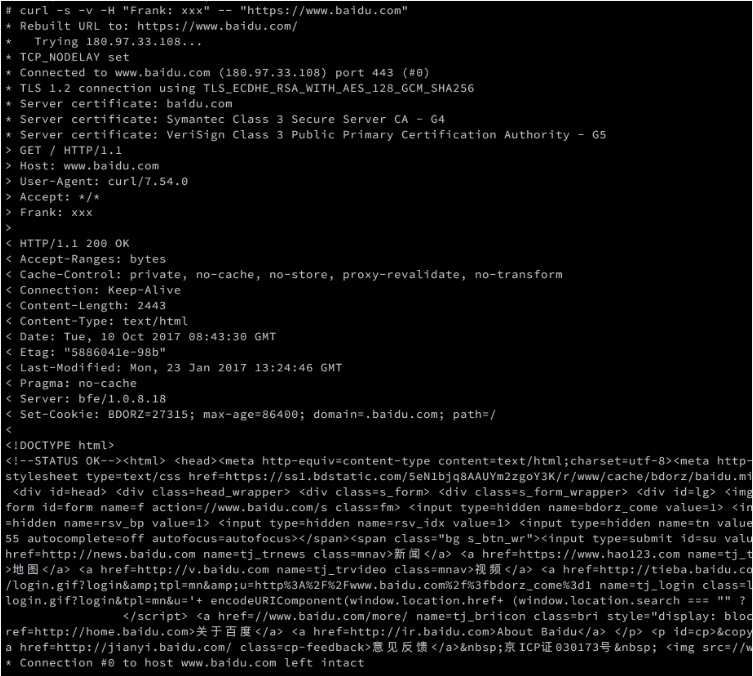 # curl -s -v -H "Frank: xxx" -- "https://www.baidu.com"
* Rebuilt URL to: https://www.baidu.com/
*   Trying 180.97.33.108...
* TCP_NODELAY set
* Connected to www.baidu.com (180.97.33.108) port 443 (#0)
* TLS 1.2 connection using TLS_ECDHE_RSA_WITH_AES_128_GCM_SHA256
* Server certificate: baidu.com
* Server certificate: Symantec Class 3 Secure Server CA - G4
* Server certificate: VeriSign Class 3 Public Primary Certification Authority - G5
> GET / HTTP/1.1
> Host: www.baidu.com
> User-Agent: curl/7.54.0
> Accept: */*
> Frank: xxx
>
< HTTP/1.1 200 OK
< Accept-Ranges: bytes
< Cache-Control: private, no-cache, no-store, proxy-revalidate, no-transform
< Connection: Keep-Alive
< Content-Length: 2443
< Content-Type: text/html
< Date: Tue, 10 Oct 2017 08:43:30 GMT
< Etag: "5886041e-98b"
< Last-Modified: Mon, 23 Jan 2017 13:24:46 GMT
< Pragma: no-cache
< Server: bfe/1.0.8.18
< Set-Cookie: BDORZ=27315; max-age=86400; domain=.baidu.com; path=/
<
<!DOCTYPE html>
<!--STATUS OK--><html> <head><meta http-equiv=content-type content=text/html;charset=utf-8><meta http-
stylesheet type=text/css href=https://ss1.bdstatic.com/5eN1bjq8AAUYm2zgoY3K/r/www/cache/bdorz/baidu.mi
<div id=head> <div class=head_wrapper> <div class=s_form> <div class=s_form_wrapper> <div id=lg> <img
form id=form name=f action=//www.baidu.com/s class=fm> <input type=hidden name=bdorz_come value=1> <in
=hidden name=rsv_bp value=1> <input type=hidden name=rsv_idx value=1> <input type=hidden name=tn value
55 autocomplete=off autofocus=autofocus></span><span class="bg s_btn_wr"><input type=submit id=su valu
href=http://news.baidu.com name=tj_trnews class=mnav>新闻</a> <a href=https://www.hao123.com name=tj_t
>地图</a> <a href=http://v.baidu.com name=tj_trvideo class=mnav>视频</a> <a href=http://tieba.baidu.co
/login.gif?login&amp;tpl=mn&amp;u=http%3A%2F%2Fwww.baidu.com%2f%3fbdorz_come%3d1 name=tj_login class=l
login.gif?login&tpl=mn&u='+ encodeURIComponent(window.location.href+ (window.location.search === "" ?
</script> <a href=//www.baidu.com/more/ name=tj_briicon class=bri style="display: bloc
ref=http://home.baidu.com>关于百度</a> <a href=http://ir.baidu.com>About Baidu</a> </p> <p id=cp>&copy
a href=http://jianyi.baidu.com/ class=cp-feedback>意见反馈</a>&nbsp;京ICP证030173号&nbsp; <img src=//w
* Connection #0 to host www.baidu.com left intact